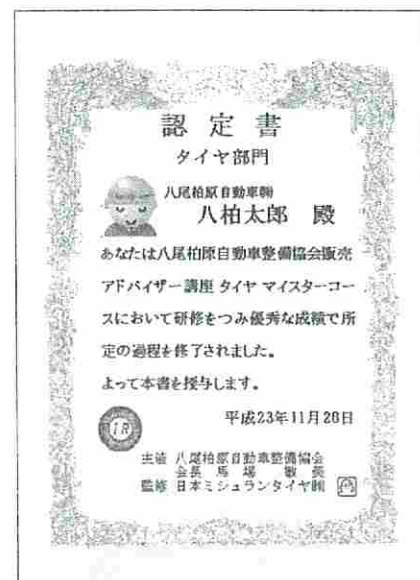 認定書
タイヤ部門
八尾柏原自動車㈱
八柏太郎 殿
あなたは八尾柏原自動車整備協会販売
アドバイザー講座 タイヤ マイスターコー
スにおいて研修をつみ優秀な成績で所
定の過程を修了されました。
よって本書を授与します。
平成23年11月26日
主催 八尾柏原自動車整備協会
会長 馬場 敏
監修 日本ミシュランタイヤ㈱